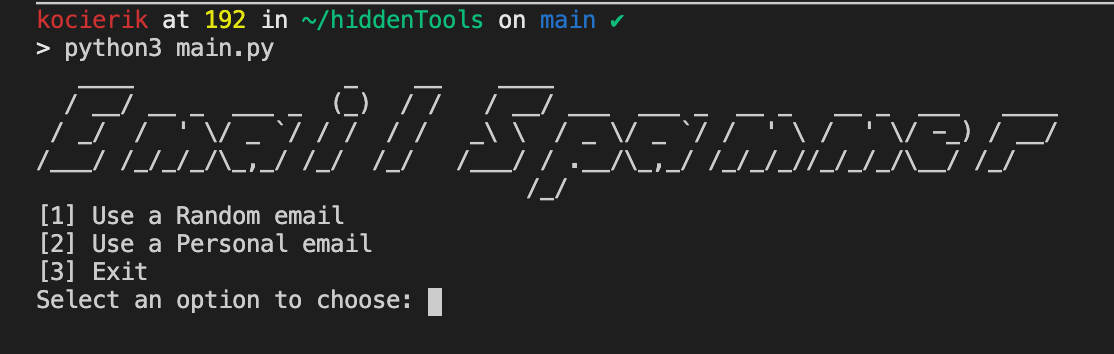 kocierik at 192 in ~/hiddenTools on main ✔
> python3 main.py
Email Spammer
[1] Use a Random email
[2] Use a Personal email
[3] Exit
Select an option to choose: